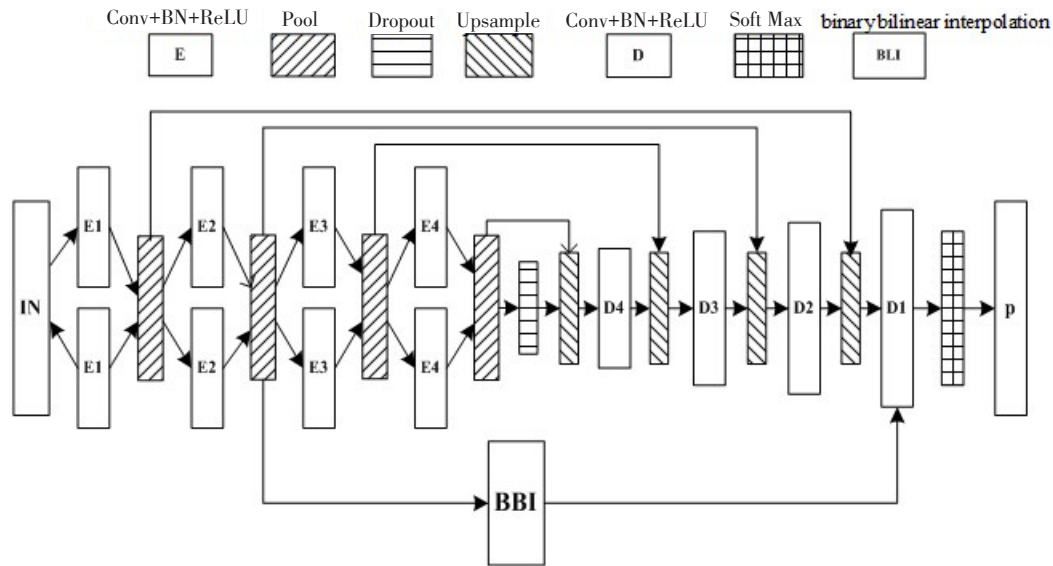 Conv+BN+ReLU Pool Dropout Upsample Conv+BN+ReLU Soft Max binary bilinear interpolation
E D BLI
E1 E2 E3 E4
IN E1 E2 E3 E4 D4 D3 D2 D1 p
BBI